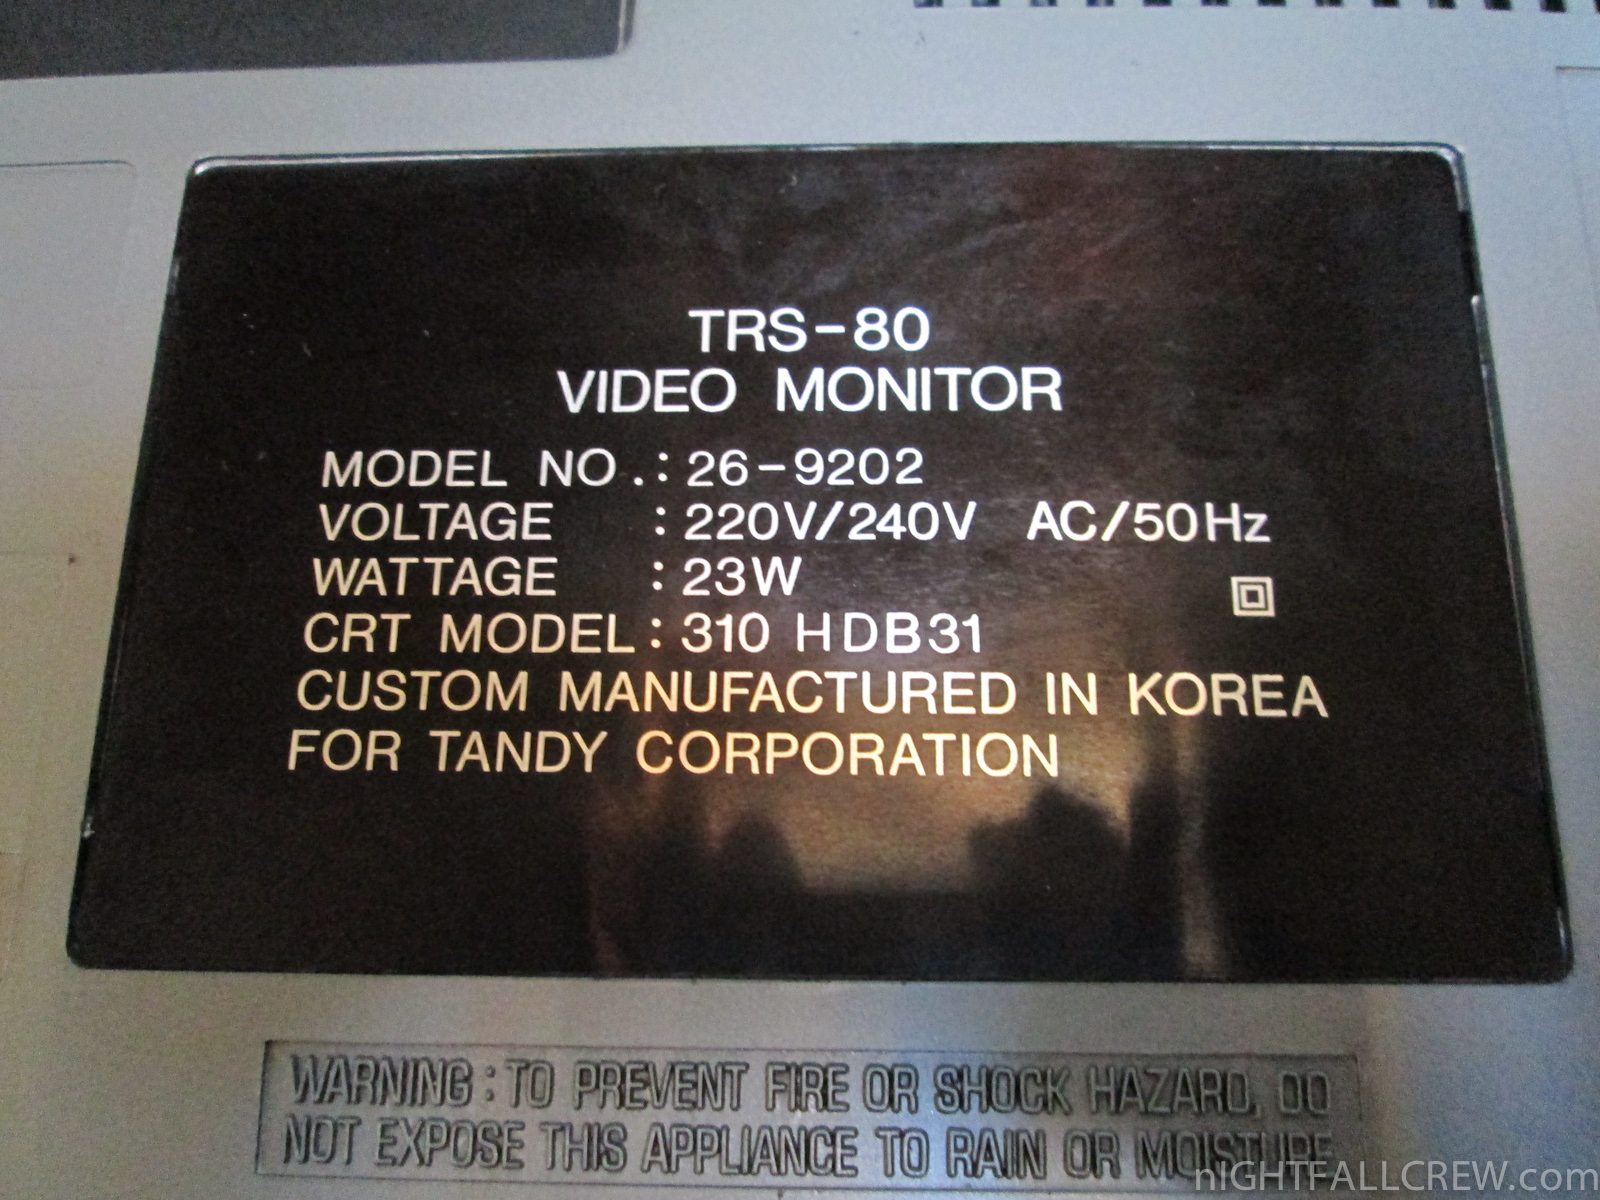 TRS-80
VIDEO MONITOR
MODEL NO.: 26-9202
VOLTAGE : 220V/240V AC/50Hz
WATTAGE : 23W
CRT MODEL: 310 HDB31
CUSTOM MANUFACTURED IN KOREA
FOR TANDY CORPORATION
WARNING: TO PREVENT FIRE OR SHOCK HAZARD, DO
NOT EXPOSE THIS APPLIANCE TO RAIN OR MOISTURE
nIGHTFALLCREW.com